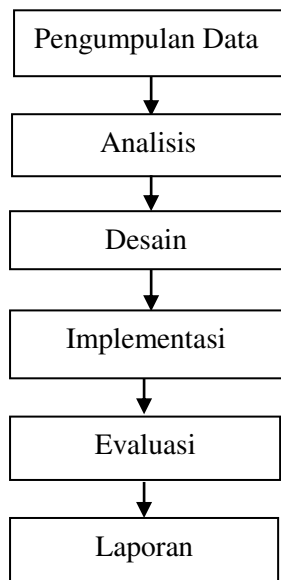 Pengumpulan Data
Analisis
Desain
Implementasi
Evaluasi
Laporan